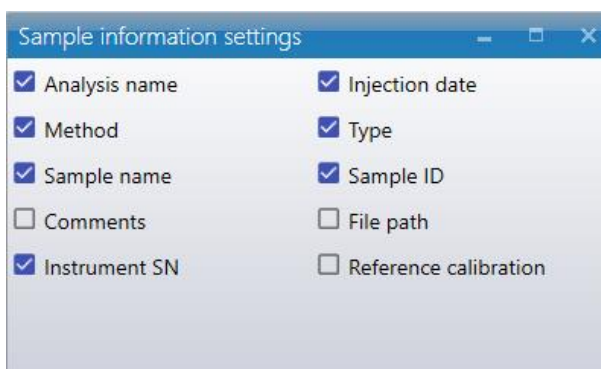 Sample information settings
Analysis name
Injection date
Method
Type
Sample name
Sample ID
Comments
File path
Instrument SN
Reference calibration